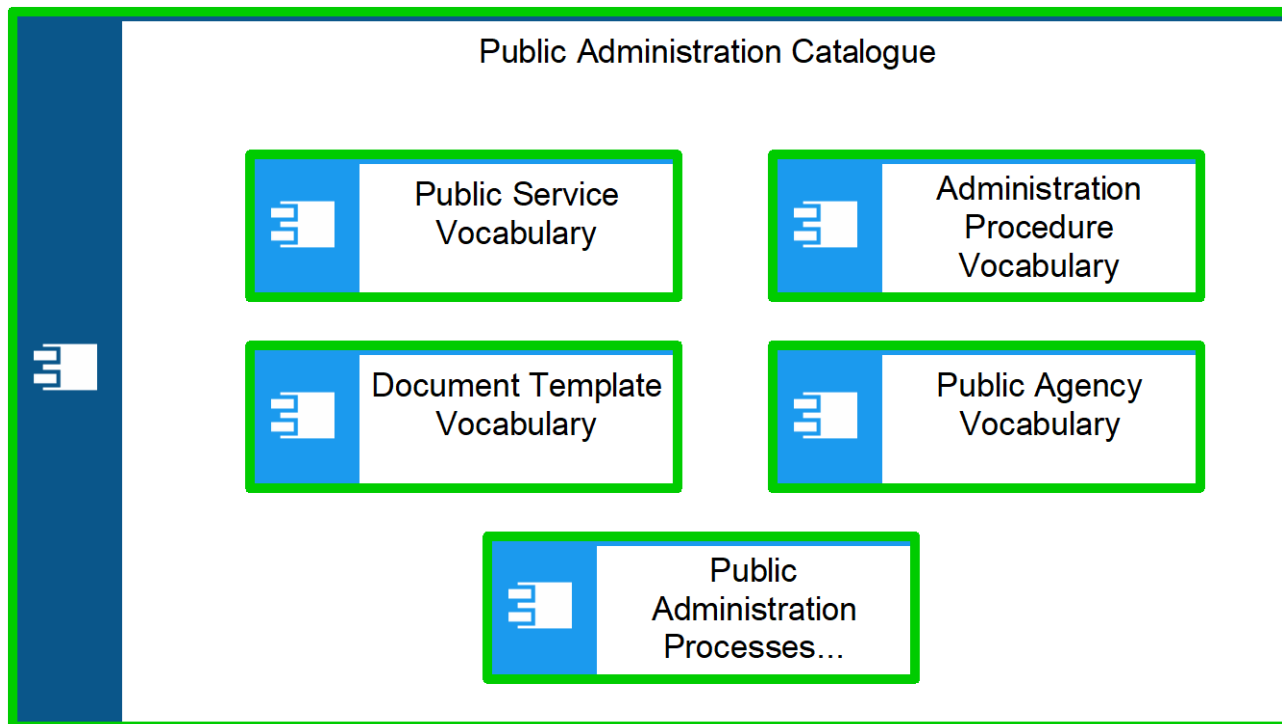 Public Administration Catalogue
Public Service
Vocabulary
Administration
Procedure
Vocabulary
Document Template
Vocabulary
Public Agency
Vocabulary
Public
Administration
Processes...